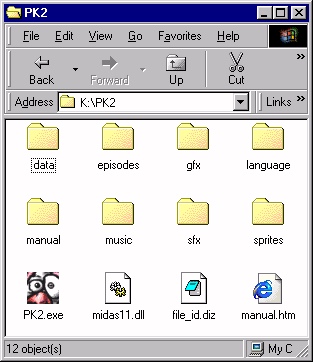 PK2
File Edit View Go Favorites Help
Back Forward Up Cut »
Address K:\PK2 Links »
data episodes gfx language
manual music sfx sprites
PK2.exe midas11.dll file_id.diz manual.htm
12 object(s) My C